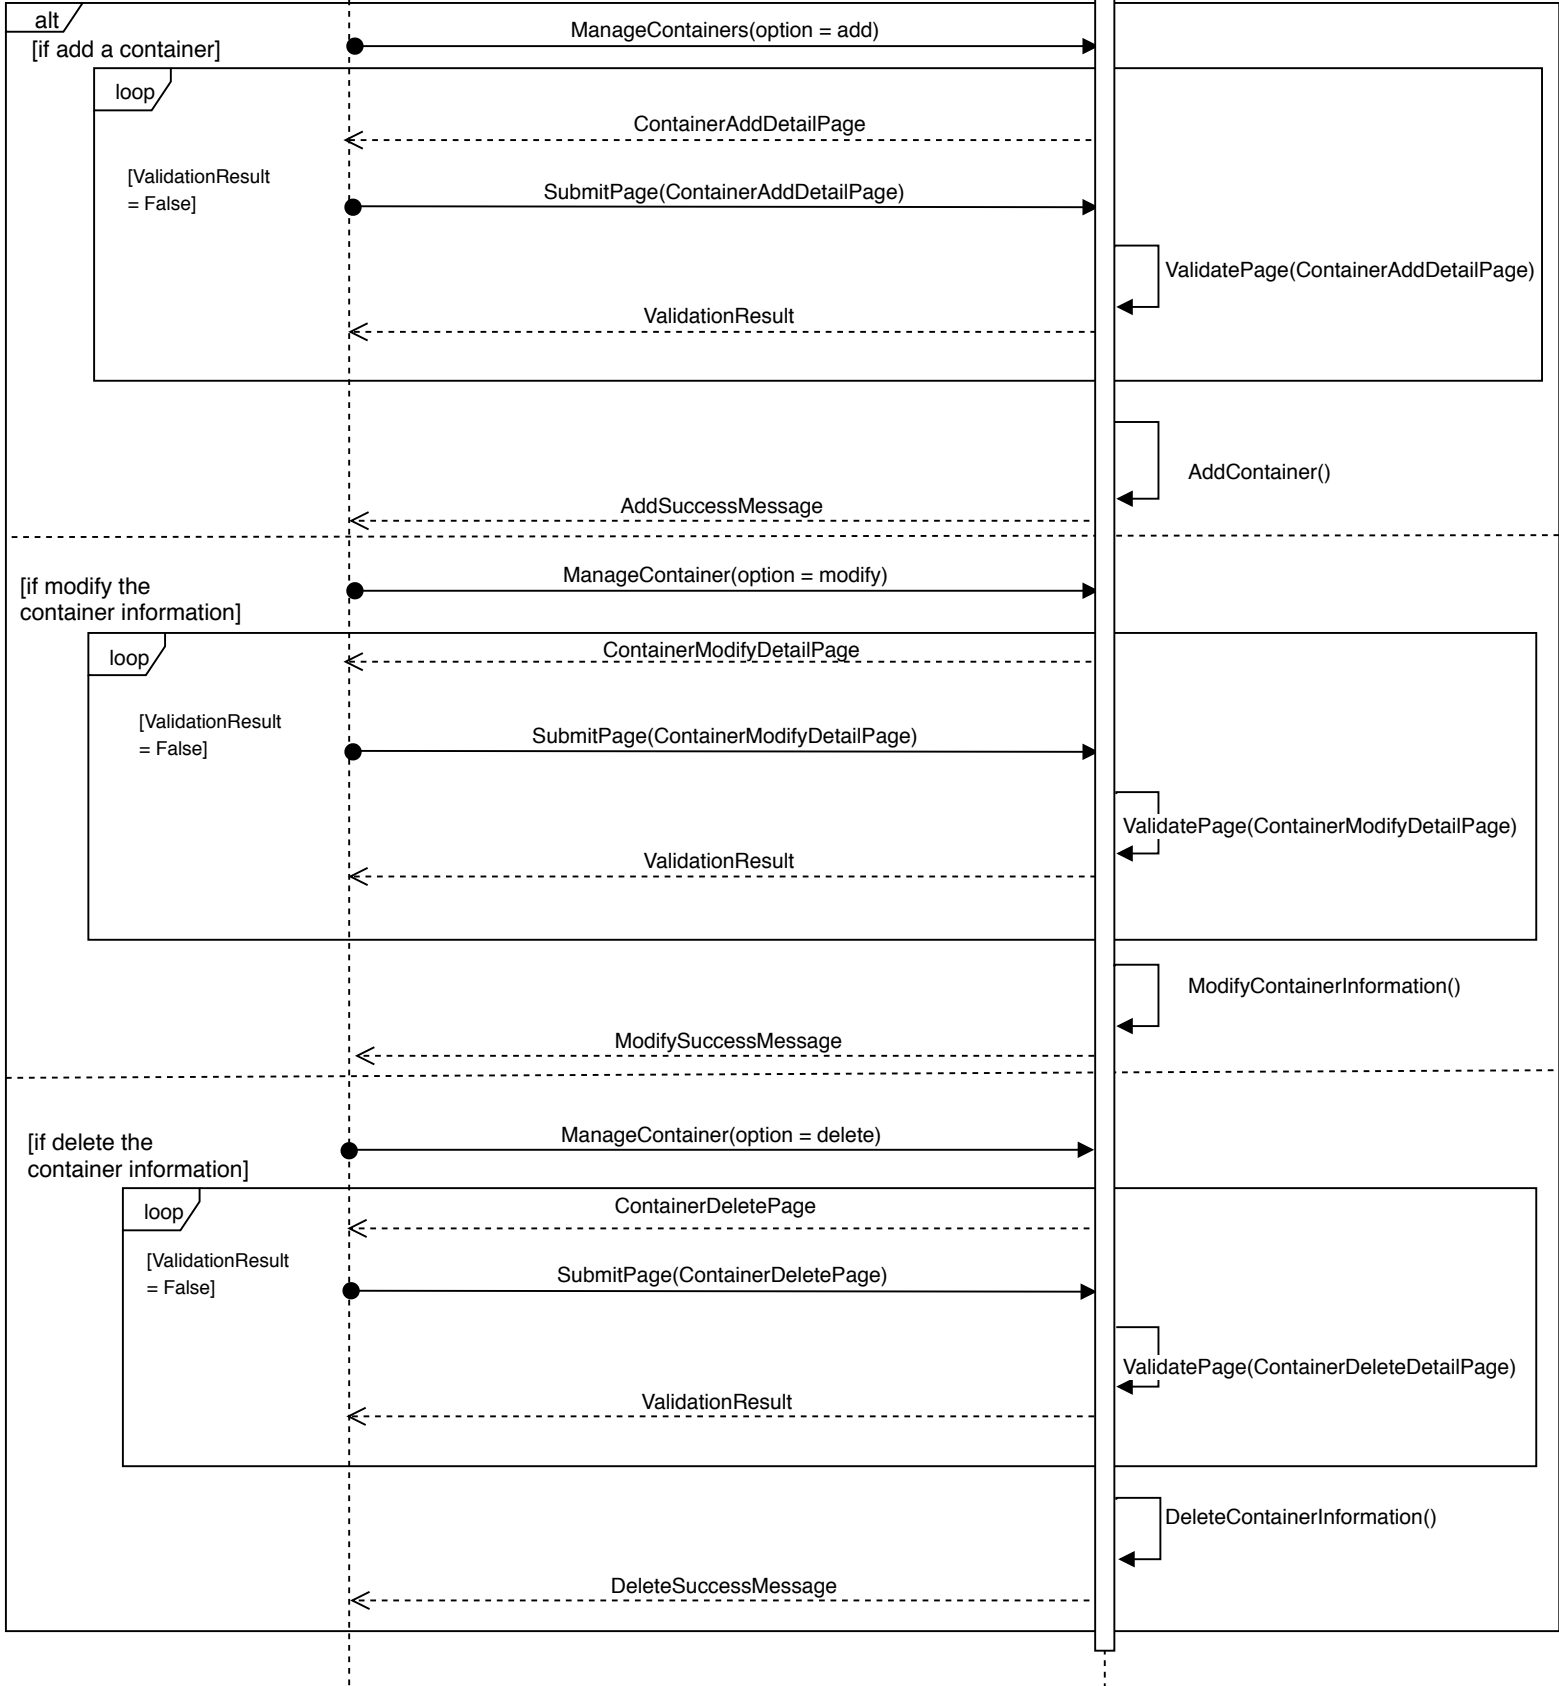 alt
[if add a container]
ManageContainers(option = add)
loop
ContainerAddDetailPage
[ValidationResult
= False]
SubmitPage(ContainerAddDetailPage)
ValidatePage(ContainerAddDetailPage)
ValidationResult
AddContainer()
AddSuccessMessage
[if modify the
container information]
ManageContainer(option = modify)
loop
ContainerModifyDetailPage
[ValidationResult
= False]
SubmitPage(ContainerModifyDetailPage)
ValidatePage(ContainerModifyDetailPage)
ValidationResult
ModifyContainerInformation()
ModifySuccessMessage
[if delete the
container information]
ManageContainer(option = delete)
loop
ContainerDeletePage
[ValidationResult
= False]
SubmitPage(ContainerDeletePage)
ValidatePage(ContainerDeleteDetailPage)
ValidationResult
DeleteContainerInformation()
DeleteSuccessMessage